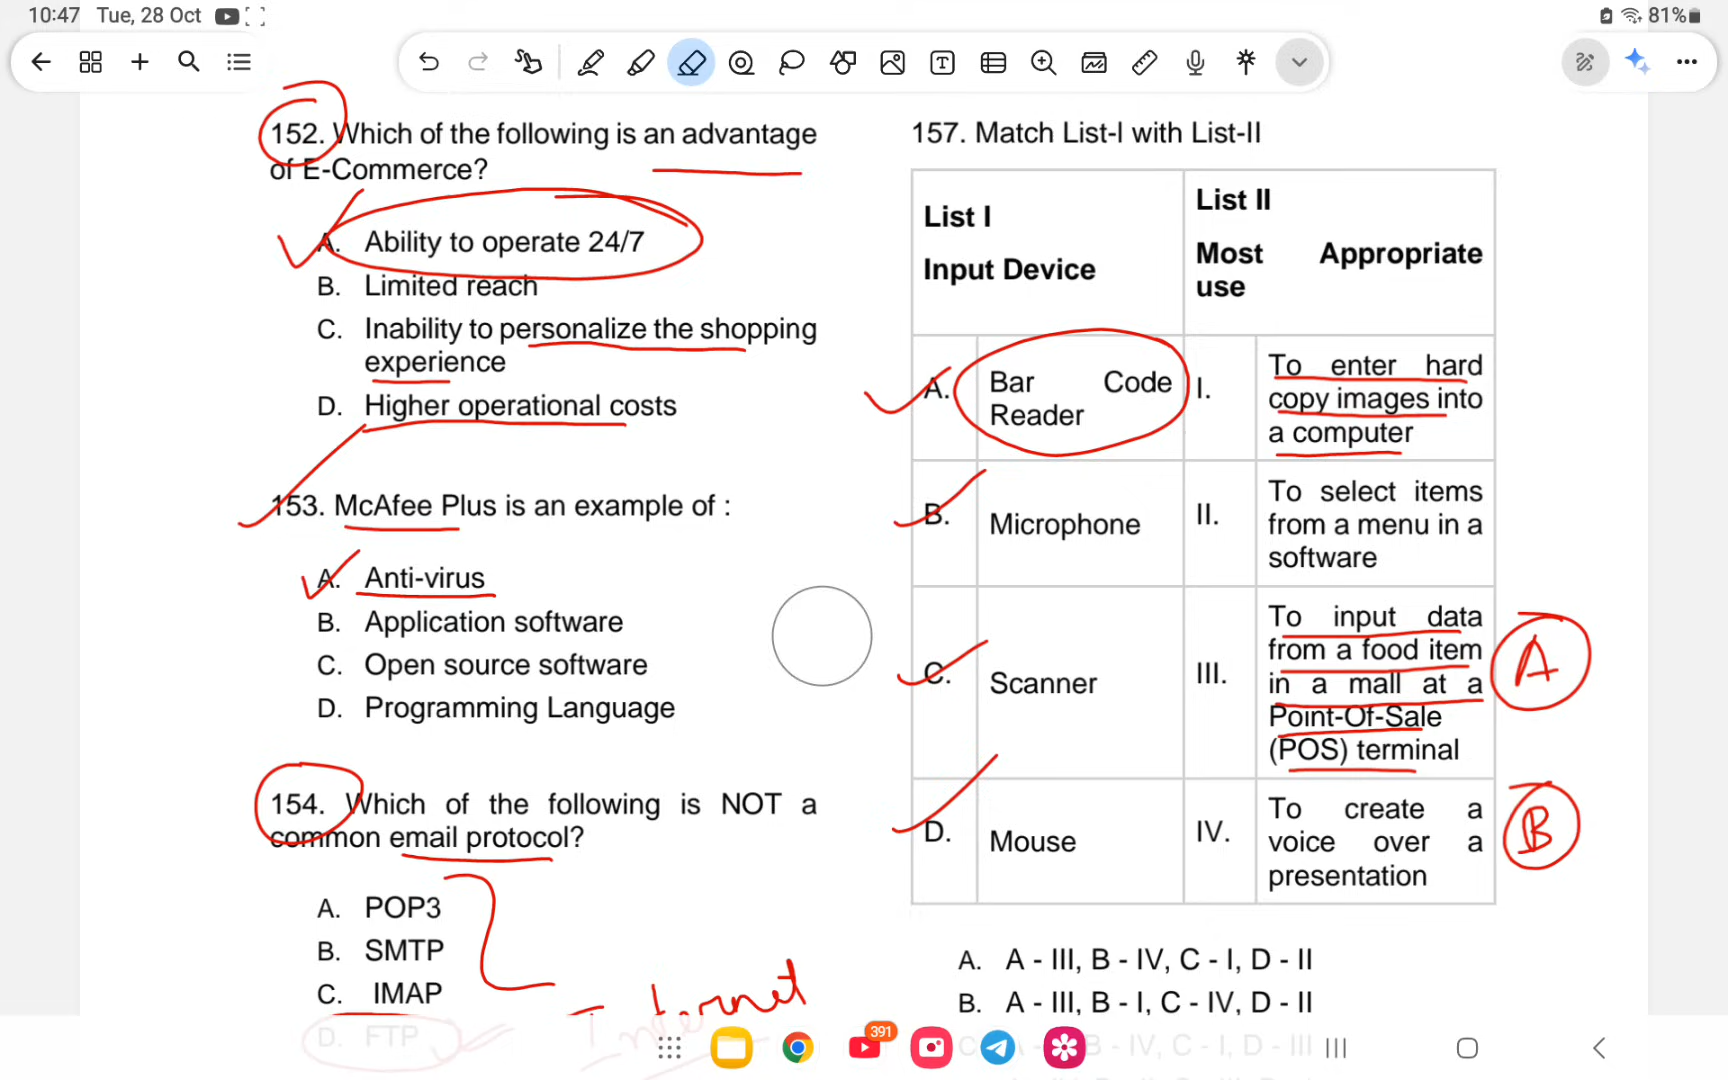 10:47 Tue, 28 Oct
81%
152. Which of the following is an advantage
of E-Commerce?
A. Ability to operate 24/7
B. Limited reach
C. Inability to personalize the shopping
experience
D. Higher operational costs
153. McAfee Plus is an example of :
A. Anti-virus
B. Application software
C. Open source software
D. Programming Language
154. Which of the following is NOT a
common email protocol?
A. POP3
B. SMTP
C. IMAP
D. FTP
Internet
157. Match List-I with List-II
List I
Input Device
List II
Most Appropriate
use
A. Bar Code
Reader
I. To enter hard
copy images into
a computer
B. Microphone
II. To select items
from a menu in a
software
C. Scanner
III. To input data
from a food item
in a mall at a
Point-Of-Sale
(POS) terminal
A
D. Mouse
IV. To create a
voice over a
presentation
B
A. A - III, B - IV, C - I, D - II
B. A - III, B - I, C - IV, D - II
C B - IV, C - I, D - III
391